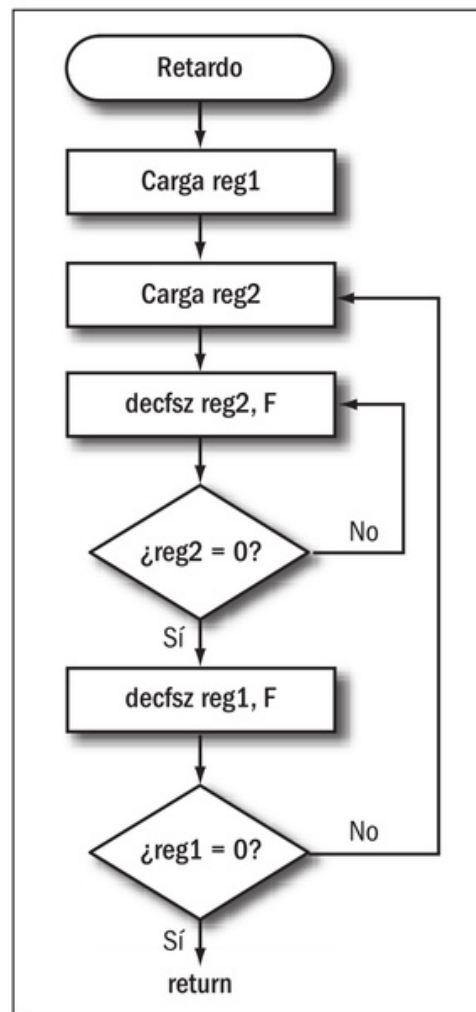 Retardo
Carga reg1
Carga reg2
decfsz reg2, F
¿reg2 = 0?
No
Sí
decfsz reg1, F
¿reg1 = 0?
No
Sí
return